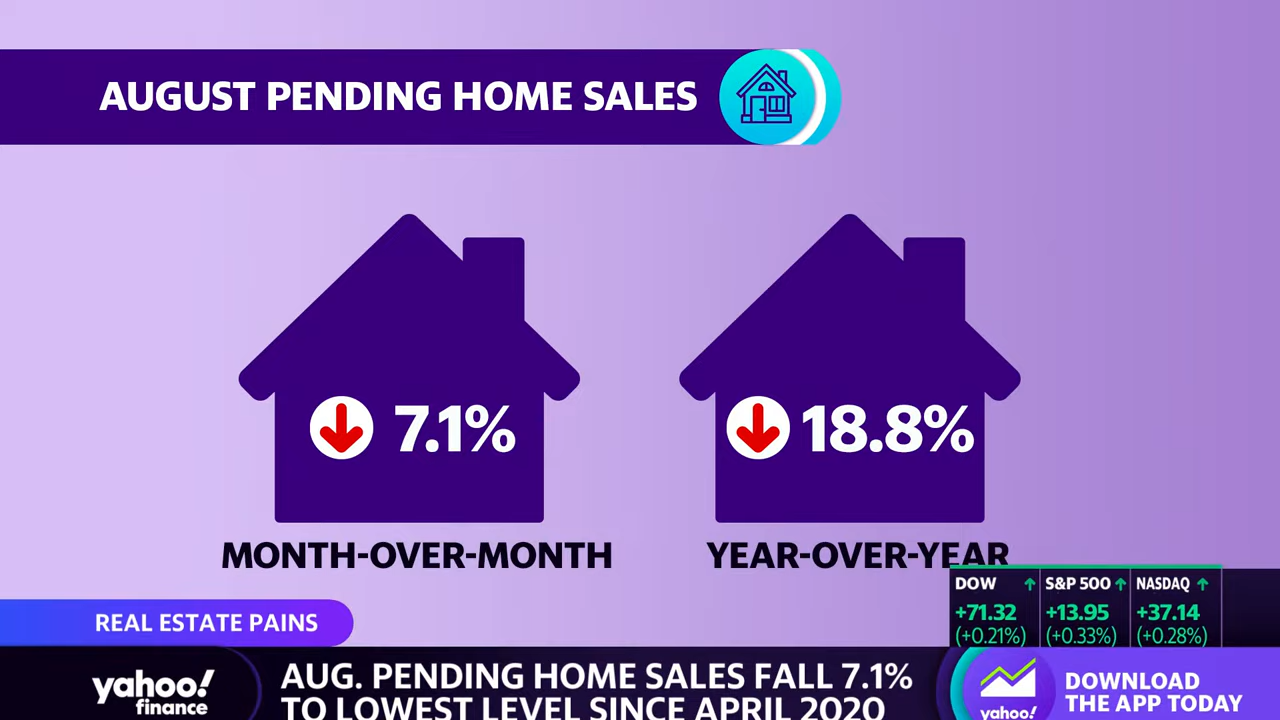 AUGUST PENDING HOME SALES
7.1%
18.8%
MONTH-OVER-MONTH
YEAR-OVER-YEAR
DOW
S&P 500
NASDAQ
+71.32
+13.95
+37.14
(+0.21%)
(+0.33%)
(+0.28%)
REAL ESTATE PAINS
yahoo!
finance
AUG. PENDING HOME SALES FALL 7.1%
TO LOWEST LEVEL SINCE APRIL 2020
yahoo!
DOWNLOAD
THE APP TODAY